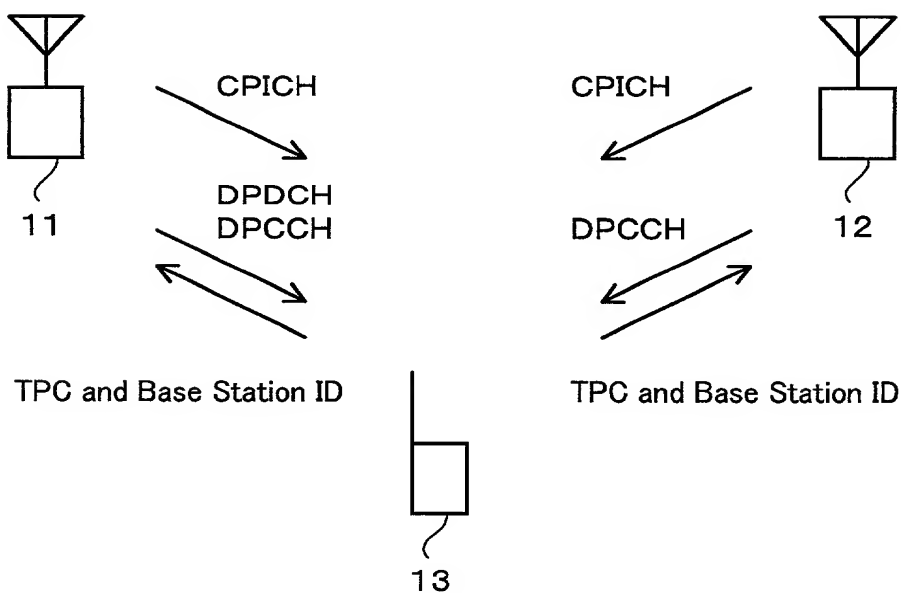 CPICH
CPICH
DPDCH
DPCCH
DPCCH
11
12
TPC and Base Station ID
TPC and Base Station ID
13